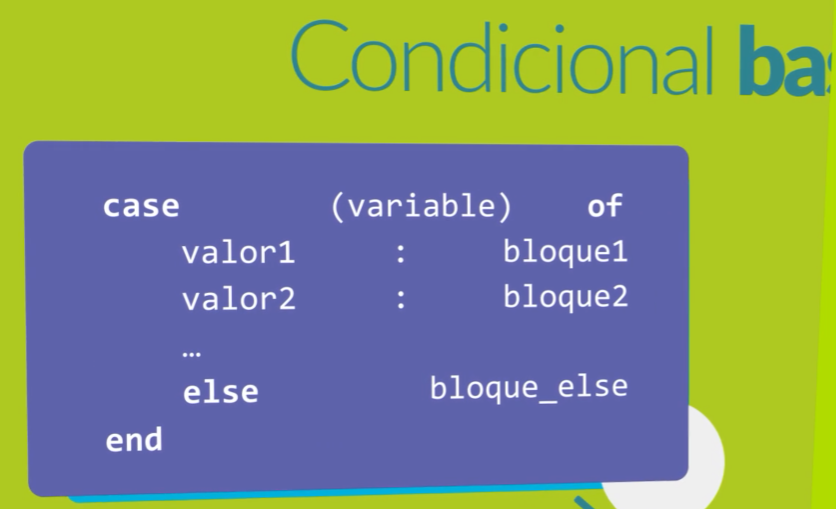 Condicional
case (variable) of
valor1 : bloque1
valor2 : bloque2
…
else bloque_else
end